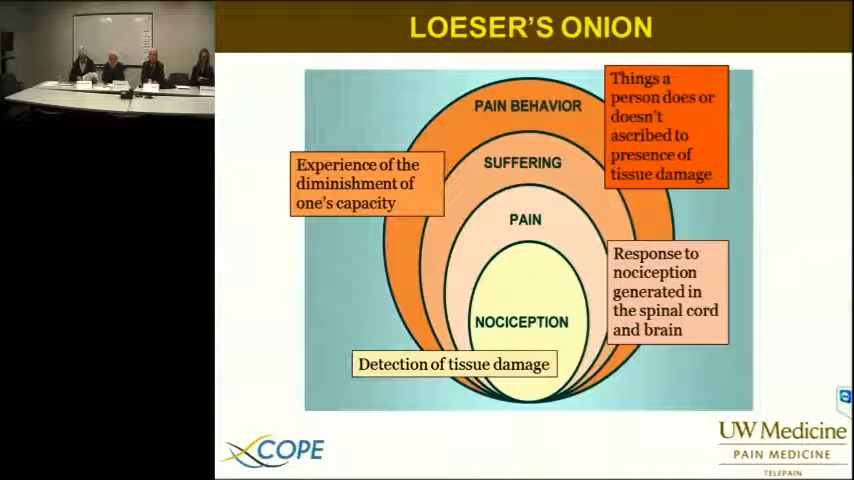 LOESER'S ONION
PAIN BEHAVIOR
Things a
person does or
doesn't
ascribed to
presence of
tissue damage
SUFFERING
Experience of the
diminishment of
one's capacity
PAIN
Response to
nociception
generated in
the spinal cord
and brain
NOCICEPTION
Detection of tissue damage
COPE
UW Medicine
PAIN MEDICINE
TELEPAIN